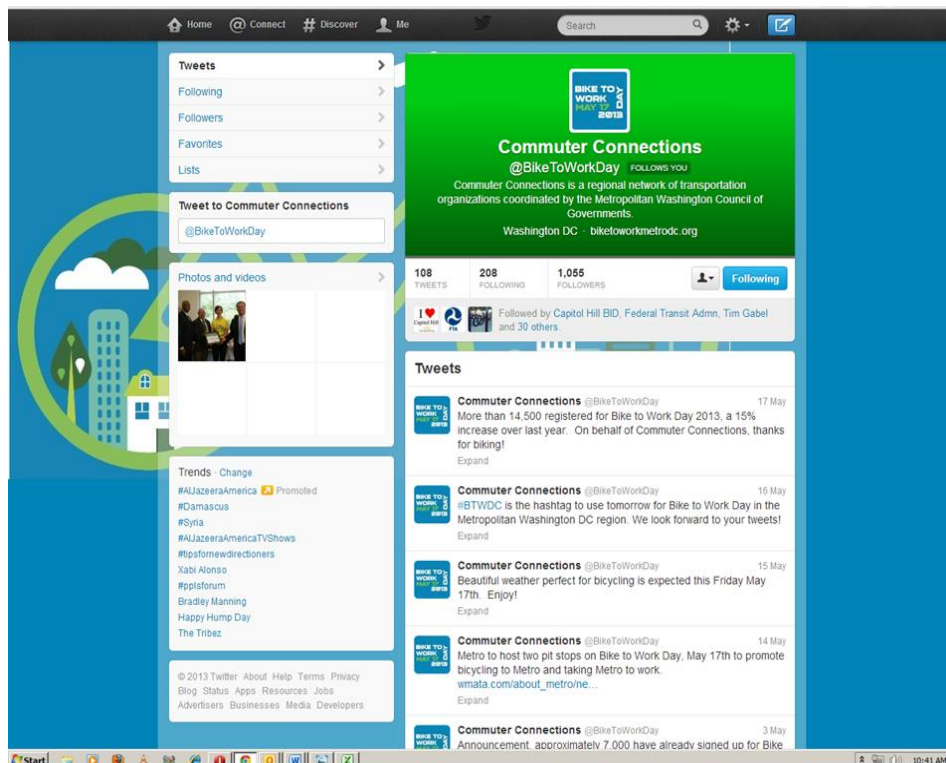 Home @ Connect # Discover Me
Search
Tweets
Following
Followers
Favorites
Lists
Tweet to Commuter Connections
@BikeToWorkDay
Photos and videos
Trends · Change
#AlJazeeraAmerica Promoted
#Damascus
#Syria
#AlJazeeraAmericaTVShows
#tipsfornewdirectioners
Xabi Alonso
#pplsforum
Bradley Manning
Happy Hump Day
The Tribez
© 2013 Twitter About Help Terms Privacy
Blog Status Apps Resources Jobs
Advertisers Businesses Media Developers
BIKE TO
WORK
MAY 17
2013
DAY
Commuter Connections
@BikeToWorkDay FOLLOWS YOU
Commuter Connections is a regional network of transportation
organizations coordinated by the Metropolitan Washington Council of
Governments.
Washington DC · biketoworkmetrodc.org
108 208 1,055
TWEETS FOLLOWING FOLLOWERS
Following
I Capitol Hill
FTA
Followed by Capitol Hill BID, Federal Transit Admn, Tim Gabel
and 30 others.
Tweets
Commuter Connections @BikeToWorkDay 17 May
More than 14,500 registered for Bike to Work Day 2013, a 15%
increase over last year. On behalf of Commuter Connections, thanks
for biking!
Expand
Commuter Connections @BikeToWorkDay 16 May
#BTWDC is the hashtag to use tomorrow for Bike to Work Day in the
Metropolitan Washington DC region. We look forward to your tweets!
Expand
Commuter Connections @BikeToWorkDay 15 May
Beautiful weather perfect for bicycling is expected this Friday May
17th. Enjoy!
Expand
Commuter Connections @BikeToWorkDay 14 May
Metro to host two pit stops on Bike to Work Day, May 17th to promote
bicycling to Metro and taking Metro to work.
wmata.com/about_metro/ne...
Expand
Commuter Connections @BikeToWorkDay 3 May
Announcement, approximately 7,000 have already signed up for Bike
Start 10:41 AM